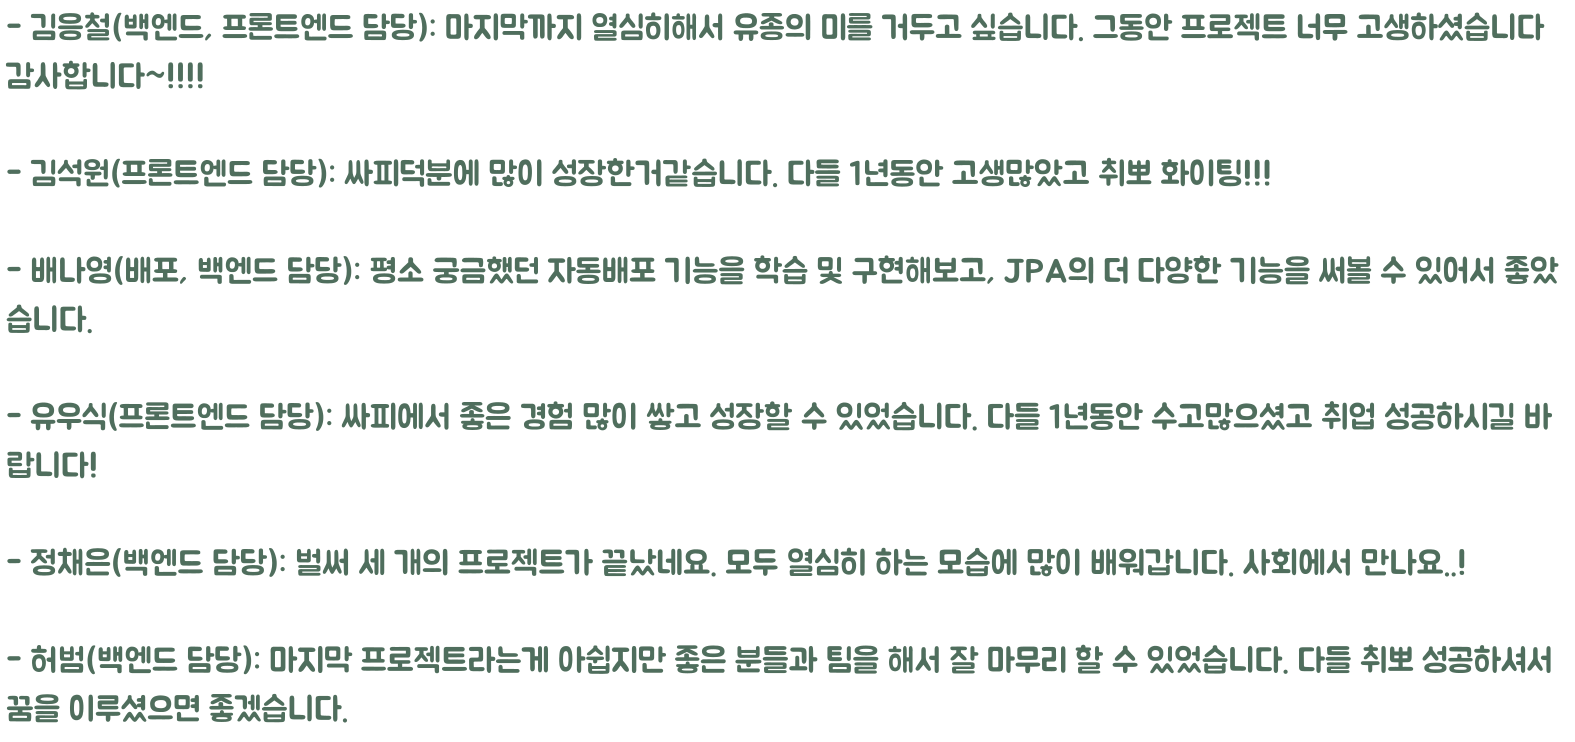 - 김응철(백엔드, 프론트엔드 담당): 마지막까지 열심히해서 유종의 미를 거두고 싶습니다. 그동안 프로젝트 너무 고생하셨습니다
감사합니다~!!!!
- 김석원(프론트엔드 담당): 싸피덕분에 많이 성장한거같습니다. 다들 1년동안 고생많았고 취뽀 화이팅!!!
- 배나영(배포, 백엔드 담당): 평소 궁금했던 자동배포 기능을 학습 및 구현해보고, JPA의 더 다양한 기능을 써볼 수 있어서 좋았
습니다.
- 유우식(프론트엔드 담당): 싸피에서 좋은 경험 많이 쌓고 성장할 수 있었습니다. 다들 1년동안 수고많으셨고 취업 성공하시길 바
랍니다!
- 정채은(백엔드 담당): 벌써 세 개의 프로젝트가 끝났네요. 모두 열심히 하는 모습에 많이 배워갑니다. 사회에서 만나요..!
- 허범(백엔드 담당): 마지막 프로젝트라는게 아쉽지만 좋은 분들과 팀을 해서 잘 마무리 할 수 있었습니다. 다들 취뽀 성공하셔서
꿈을 이루셨으면 좋겠습니다.